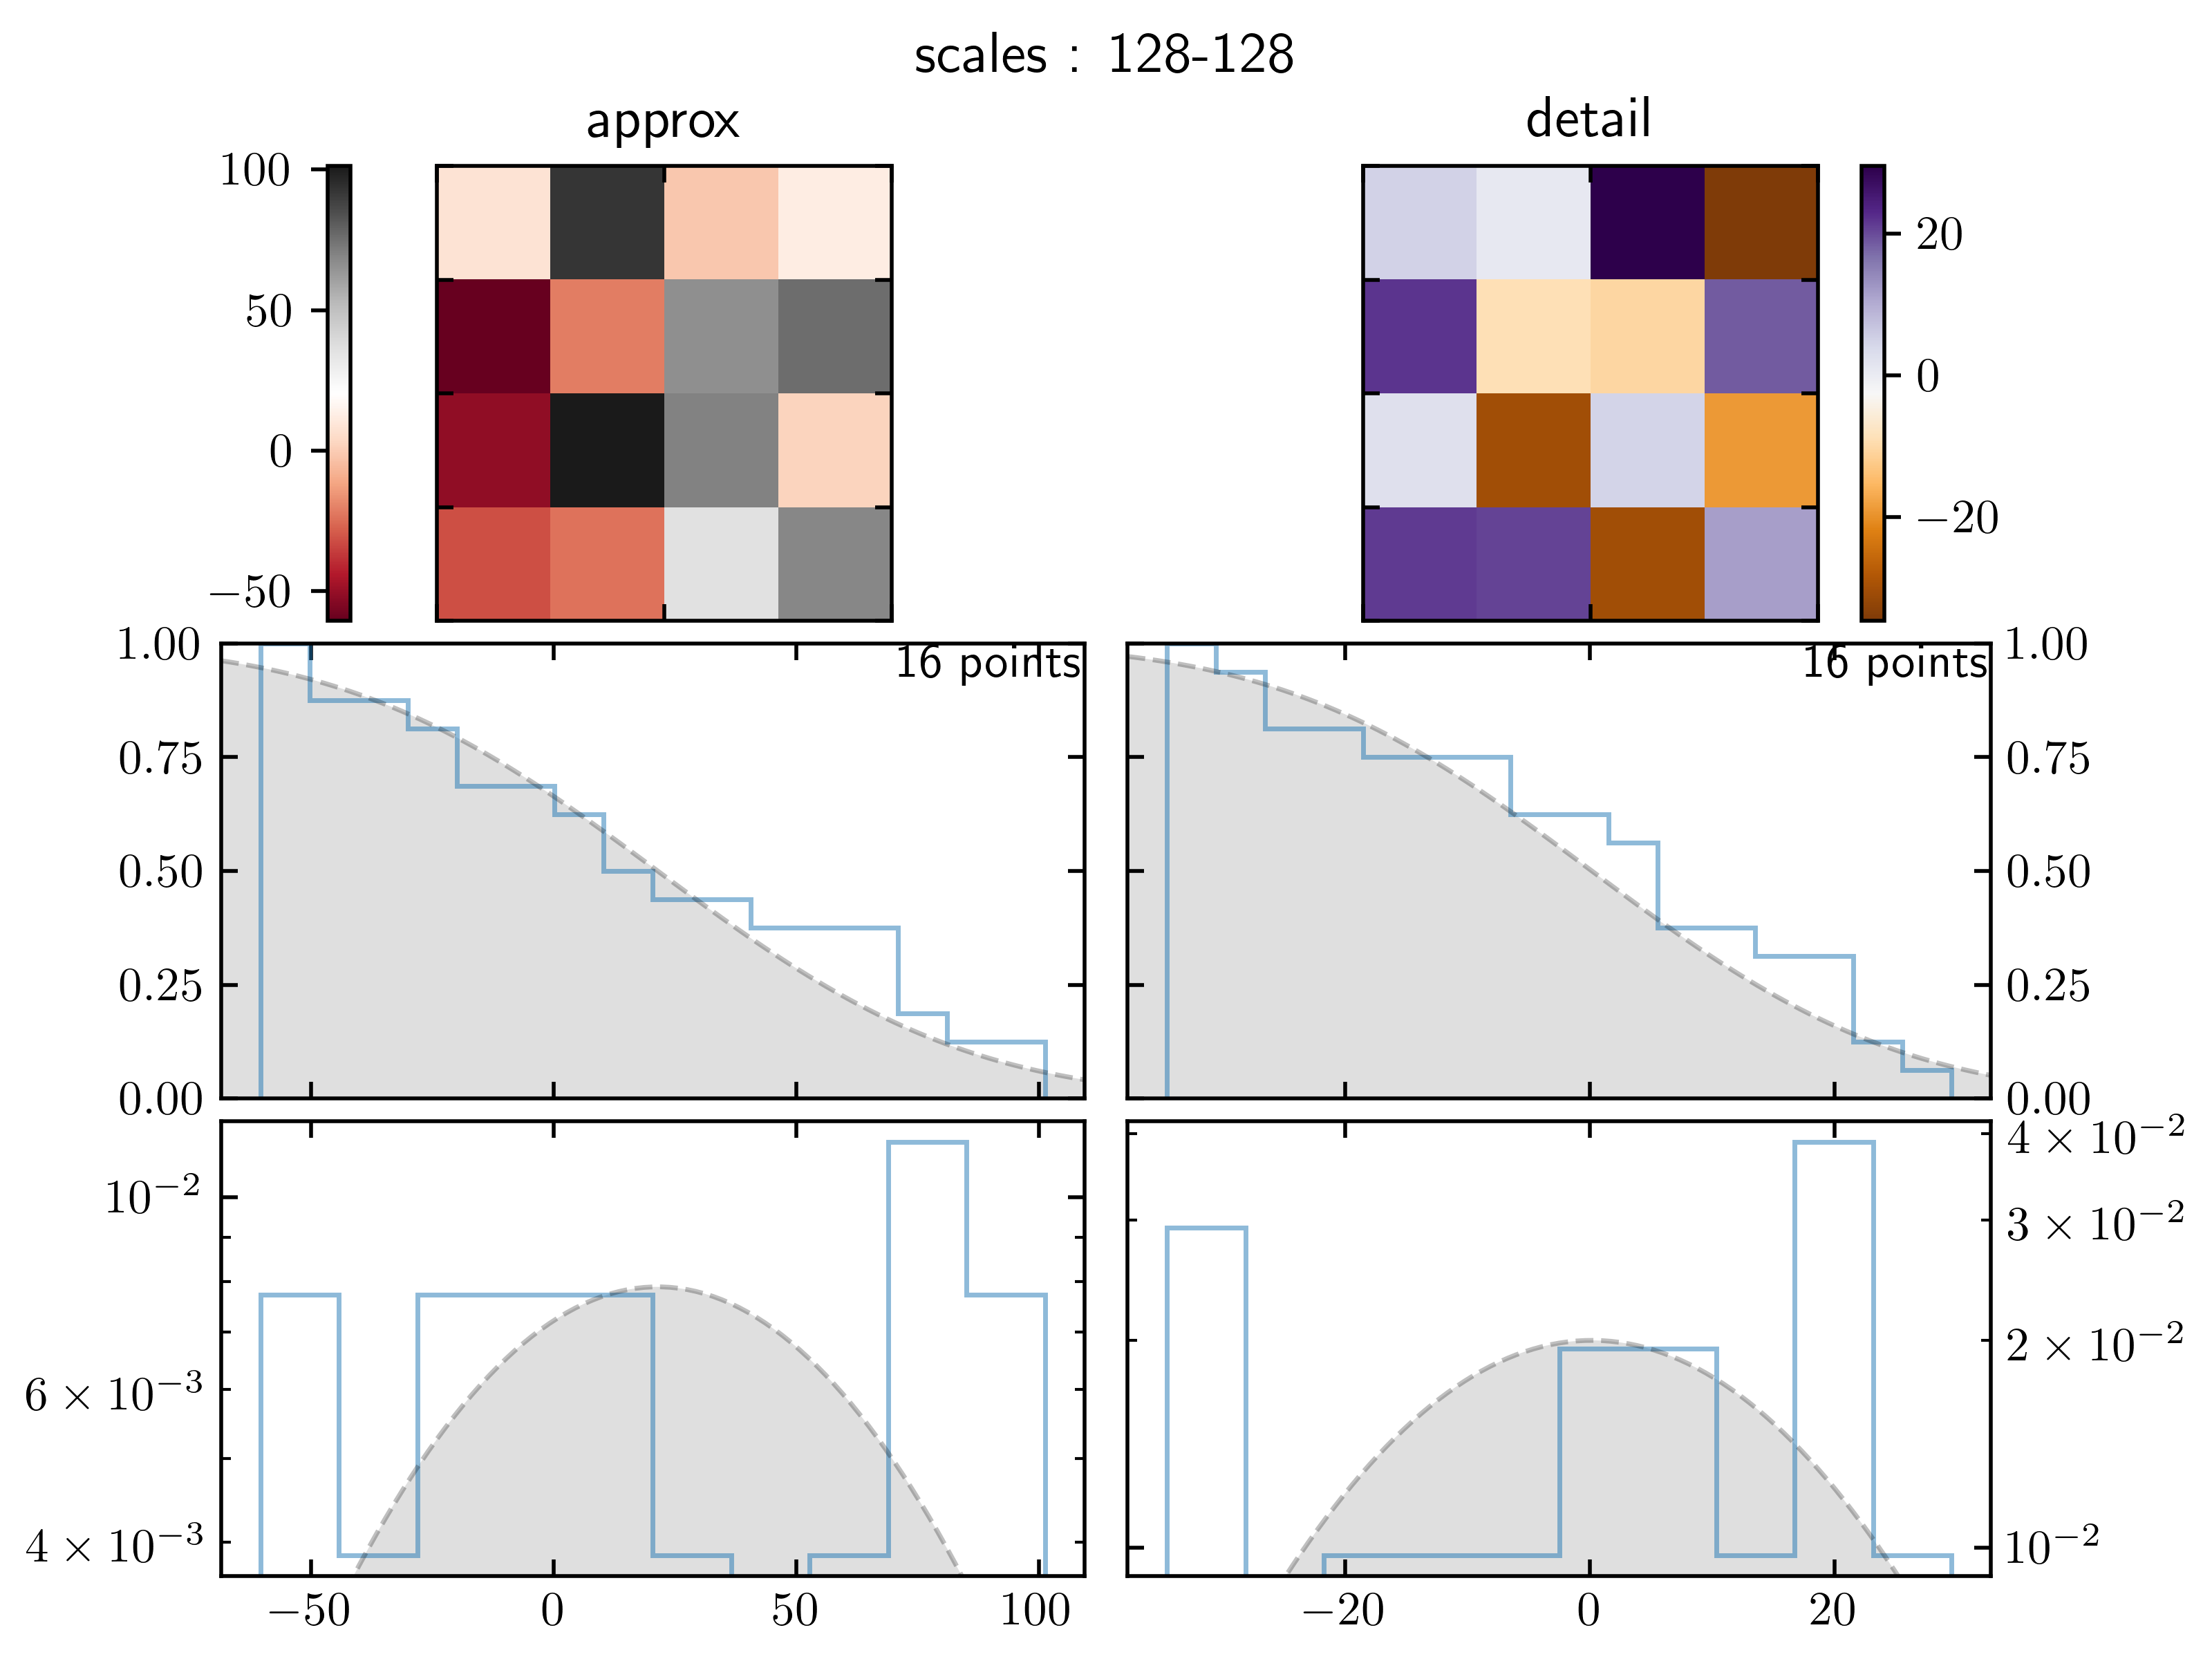 scales : 128-128
approx
detail
100
50
0
−50
20
0
−20
1.00
0.75
0.50
0.25
0.00
16 points
16 points
1.00
0.75
0.50
0.25
0.00
10⁻²
6 × 10⁻³
4 × 10⁻³
4 × 10⁻²
3 × 10⁻²
2 × 10⁻²
10⁻²
−50 0 50 100
−20 0 20